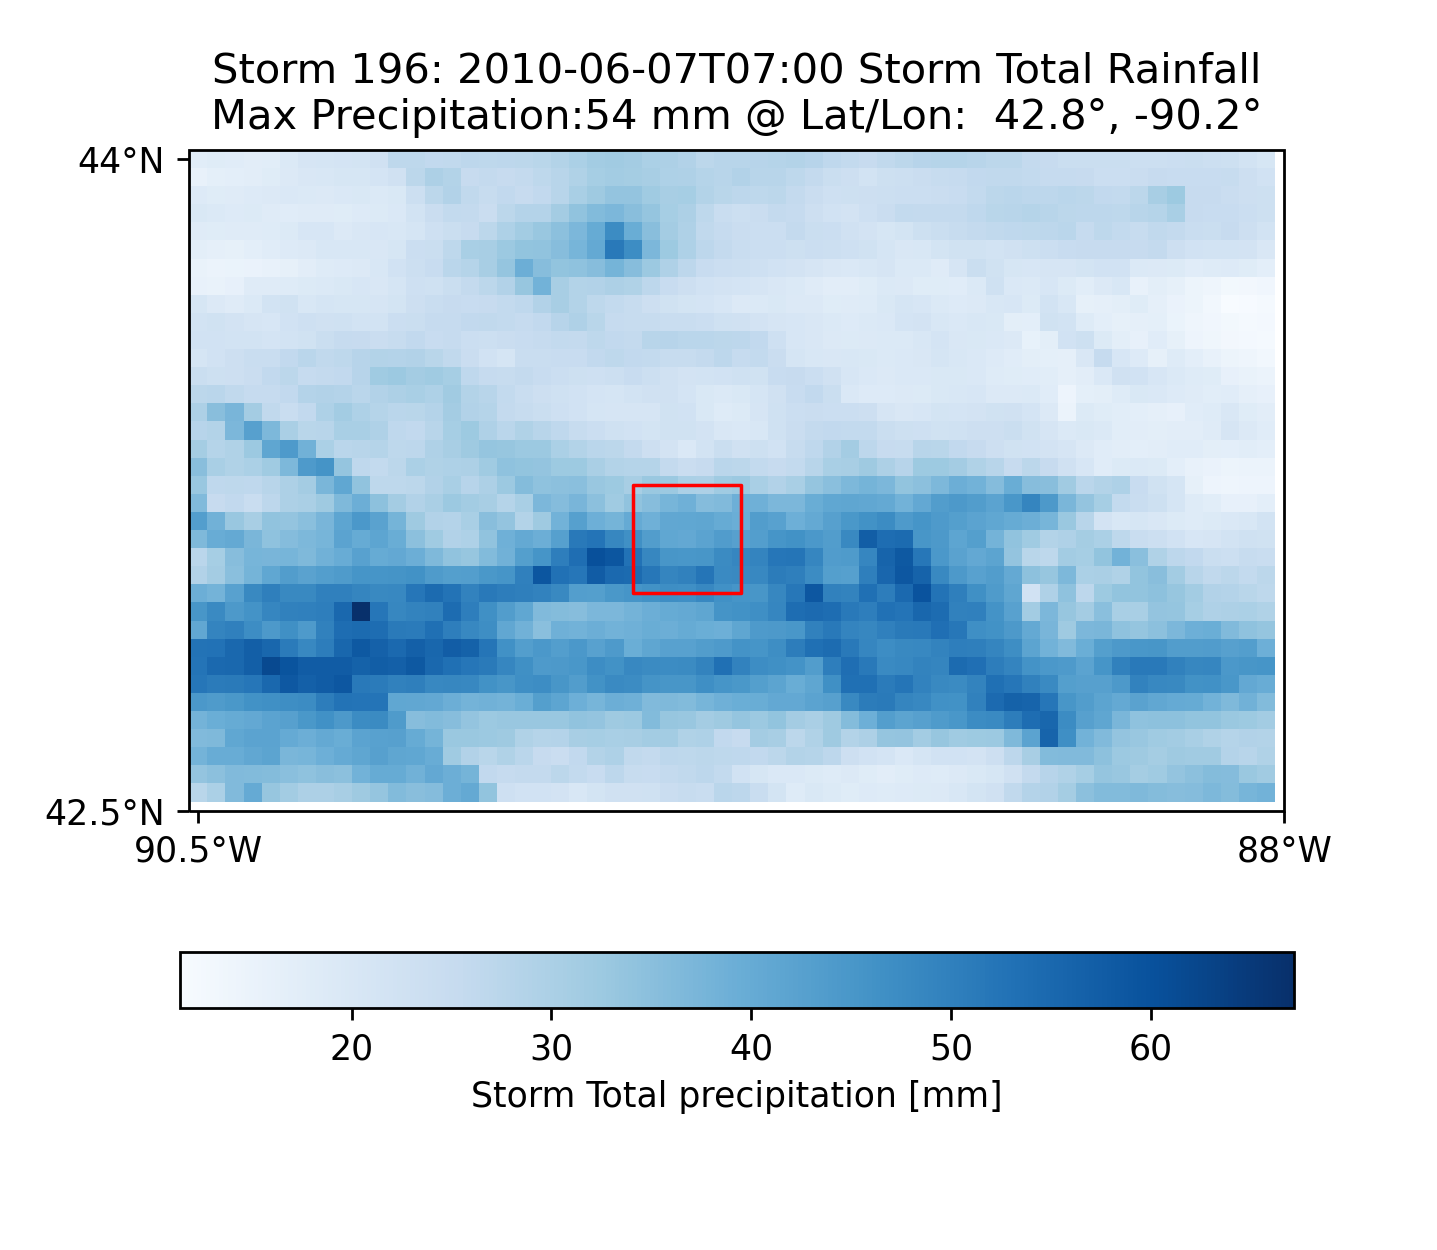 Storm 196: 2010-06-07T07:00 Storm Total Rainfall
Max Precipitation:54 mm @ Lat/Lon:  42.8°, -90.2°
44°N
42.5°N
90.5°W 88°W
20 30 40 50 60
Storm Total precipitation [mm]